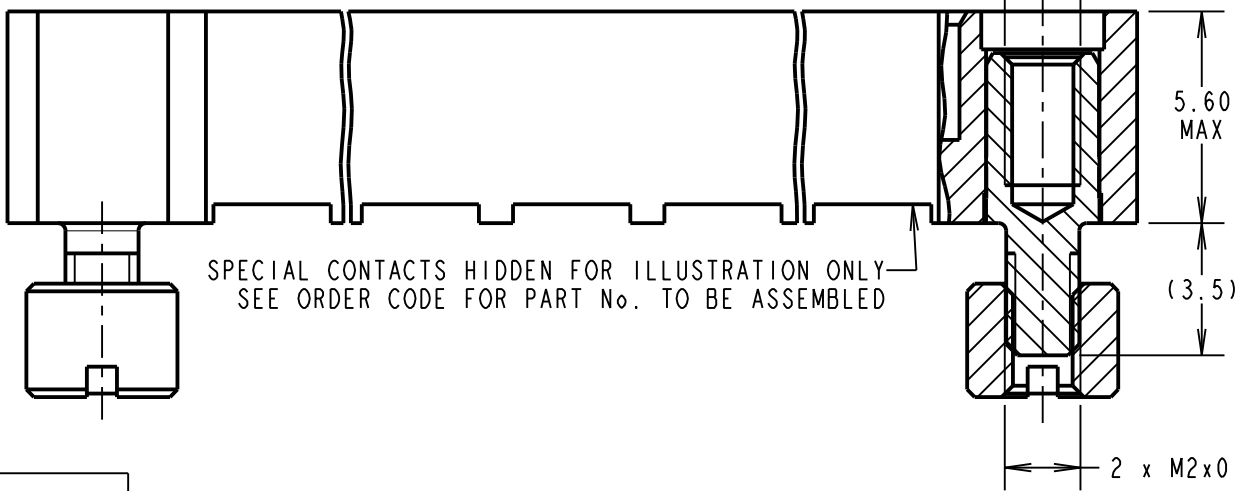 5.60
MAX
SPECIAL CONTACTS HIDDEN FOR ILLUSTRATION ONLY
SEE ORDER CODE FOR PART No. TO BE ASSEMBLED
(3.5)
2 x M2x0